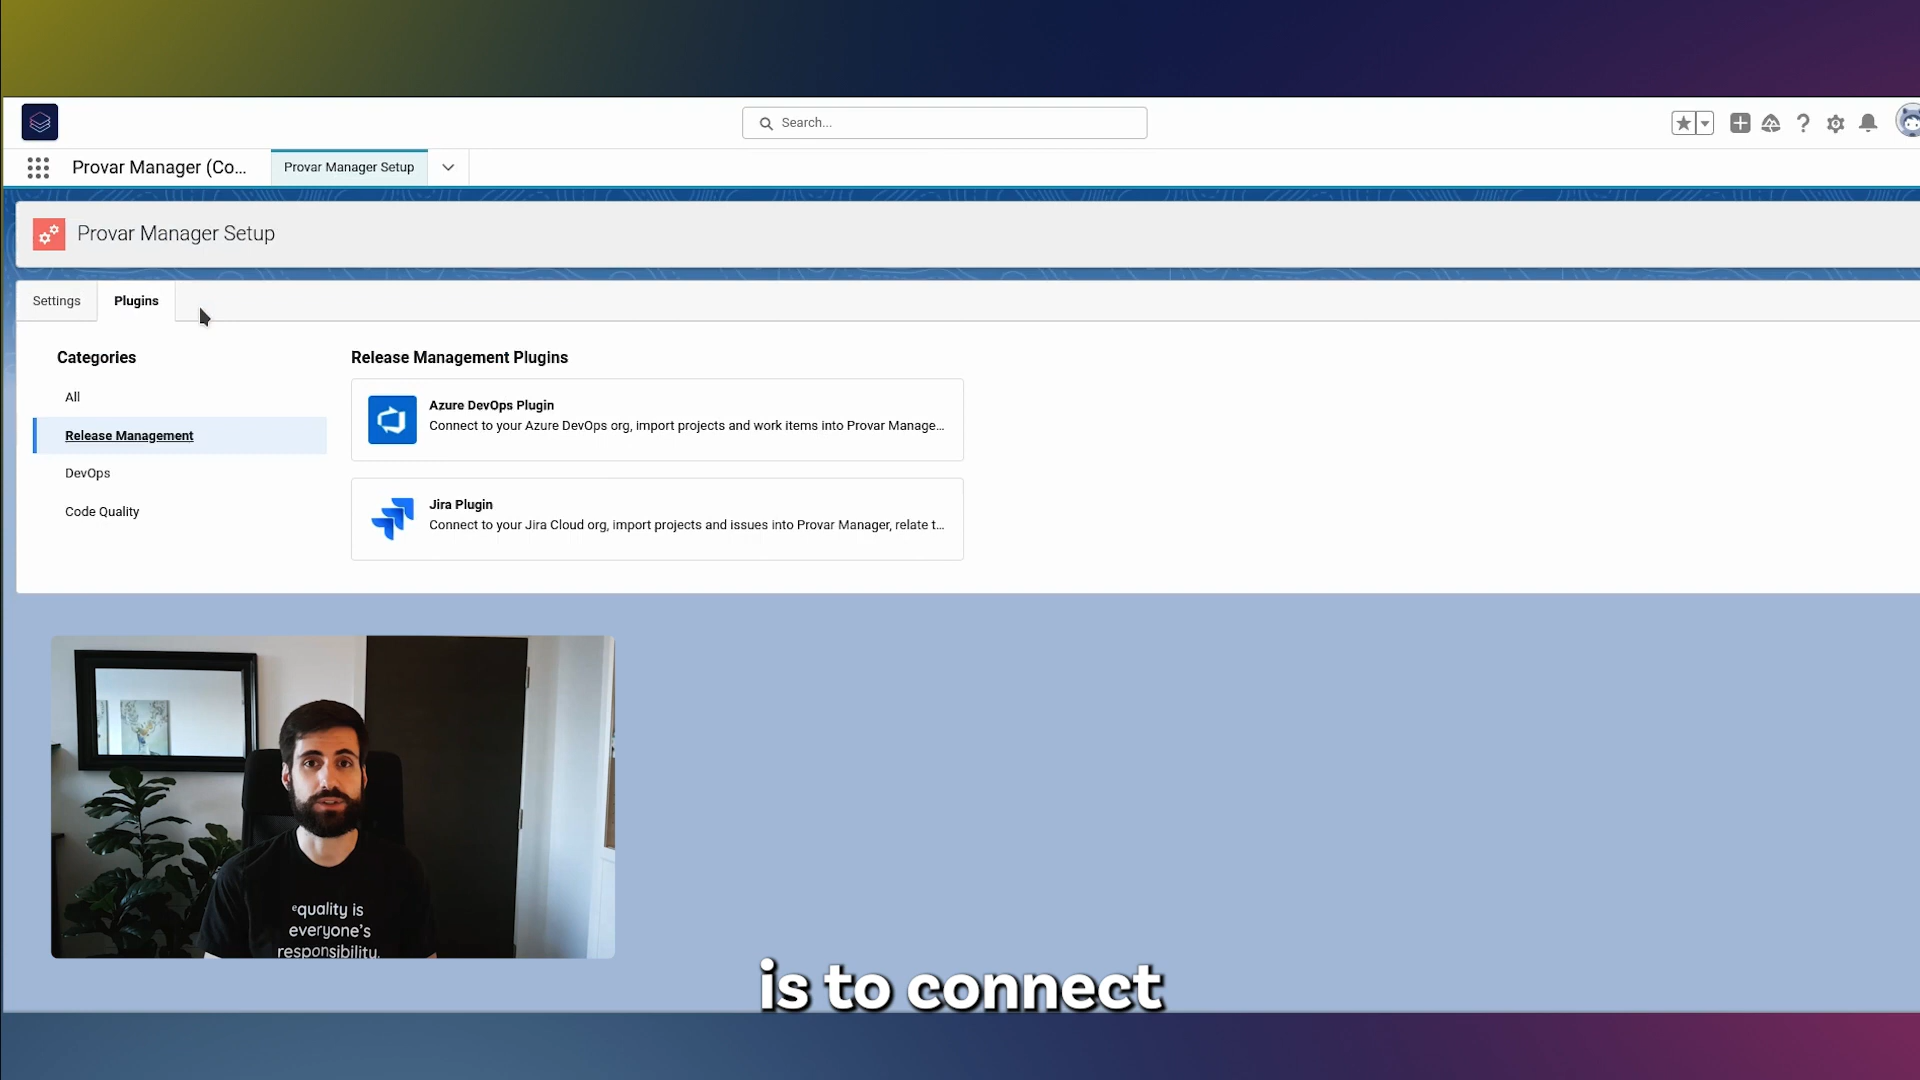 Search...
Provar Manager (Co...
Provar Manager Setup
Provar Manager Setup
Settings
Plugins
Categories
All
Release Management
DevOps
Code Quality
Release Management Plugins
Azure DevOps Plugin
Connect to your Azure DevOps org, import projects and work items into Provar Manage...
Jira Plugin
Connect to your Jira Cloud org, import projects and issues into Provar Manager, relate t...
equality is
everyone's
responsibility.
is to connect